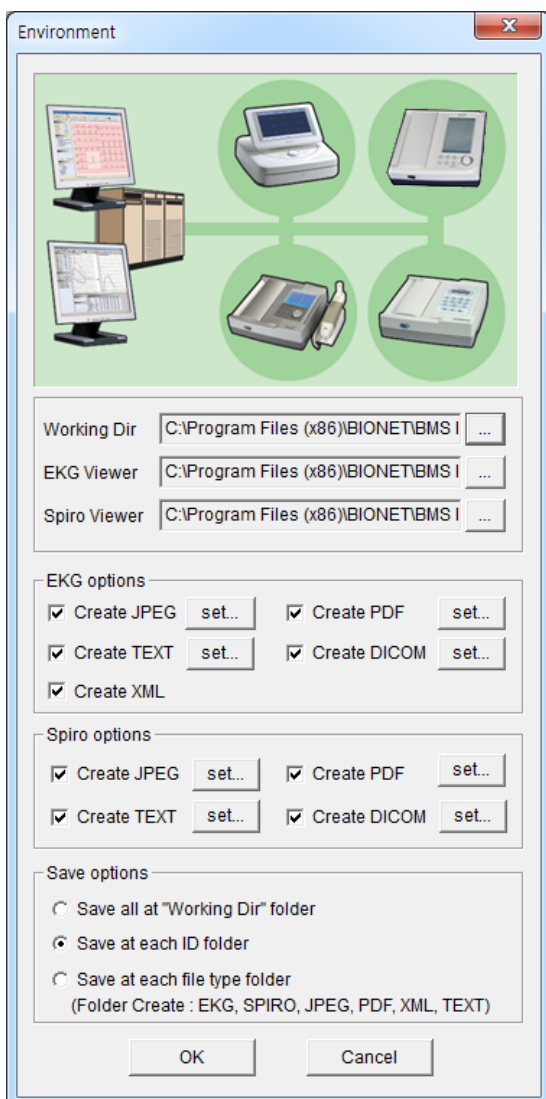 Environment
Working Dir C:\Program Files (x86)\BIONET\BMS I ...
EKG Viewer C:\Program Files (x86)\BIONET\BMS I ...
Spiro Viewer C:\Program Files (x86)\BIONET\BMS I ...
EKG options
Create JPEG set... Create PDF set...
Create TEXT set... Create DICOM set...
Create XML
Spiro options
Create JPEG set... Create PDF set...
Create TEXT set... Create DICOM set...
Save options
Save all at "Working Dir" folder
Save at each ID folder
Save at each file type folder
(Folder Create : EKG, SPIRO, JPEG, PDF, XML, TEXT)
OK Cancel